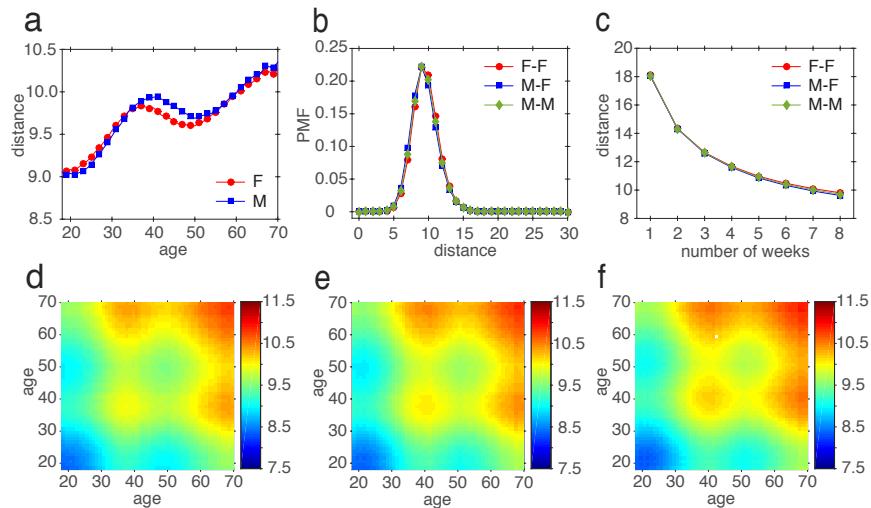 a
b
c
10.5
10.0
9.5
9.0
8.5
distance
20 30 40 50 60 70
age
F
M
0.25
0.20
0.15
0.10
0.05
0
PMF
0 5 10 15 20 25 30
distance
F-F
M-F
M-M
20
18
16
14
12
10
8
distance
1 2 3 4 5 6 7 8
number of weeks
F-F
M-F
M-M
d
e
f
70
60
50
40
30
20
age
20 30 40 50 60 70
age
11.5
10.5
9.5
8.5
7.5
70
60
50
40
30
20
age
20 30 40 50 60 70
age
11.5
10.5
9.5
8.5
7.5
70
60
50
40
30
20
age
20 30 40 50 60 70
age
11.5
10.5
9.5
8.5
7.5